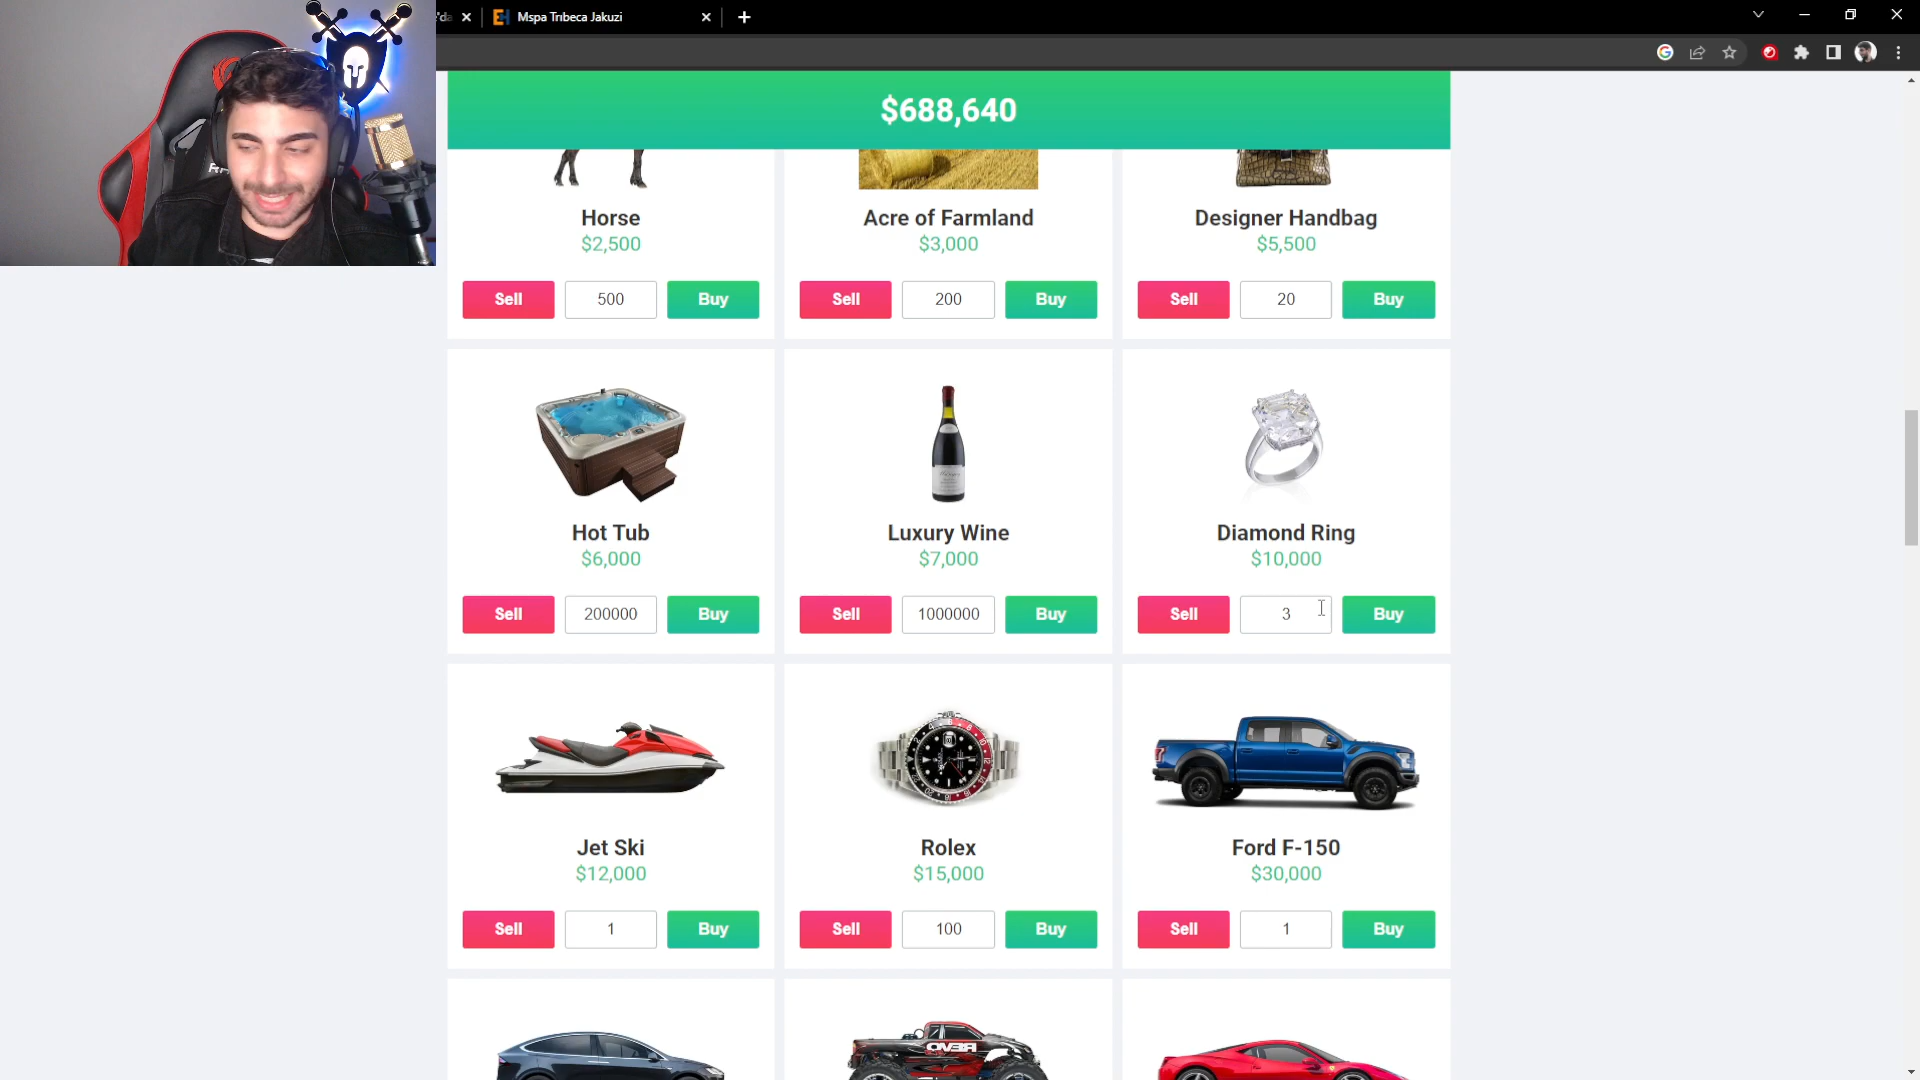 'da
Mspa Tribeca Jakuzi
$688,640
Horse
$2,500
Acre of Farmland
$3,000
Designer Handbag
$5,500
Sell 500 Buy
Sell 200 Buy
Sell 20 Buy
Hot Tub
$6,000
Luxury Wine
$7,000
Diamond Ring
$10,000
Sell 200000 Buy
Sell 1000000 Buy
Sell 3 Buy
Jet Ski
$12,000
Rolex
$15,000
Ford F-150
$30,000
Sell 1 Buy
Sell 100 Buy
Sell 1 Buy